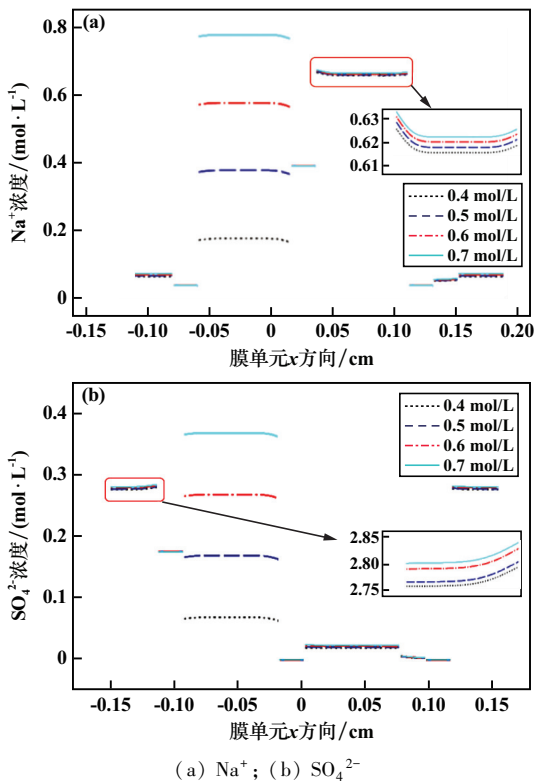 (a)
Na⁺浓度/(mol·L⁻¹)
0.8
0.6
0.4
0.2
0
0.63
0.62
0.61
0.4 mol/L
0.5 mol/L
0.6 mol/L
0.7 mol/L
-0.15 -0.10 -0.05 0 0.05 0.10 0.15 0.20
膜单元x方向/cm
(b)
SO₄²⁻浓度/(mol·L⁻¹)
0.4
0.3
0.2
0.1
0
0.4 mol/L
0.5 mol/L
0.6 mol/L
0.7 mol/L
2.85
2.80
2.75
-0.15 -0.10 -0.05 0 0.05 0.10 0.15
膜单元x方向/cm
(a) Na⁺; (b) SO₄²⁻